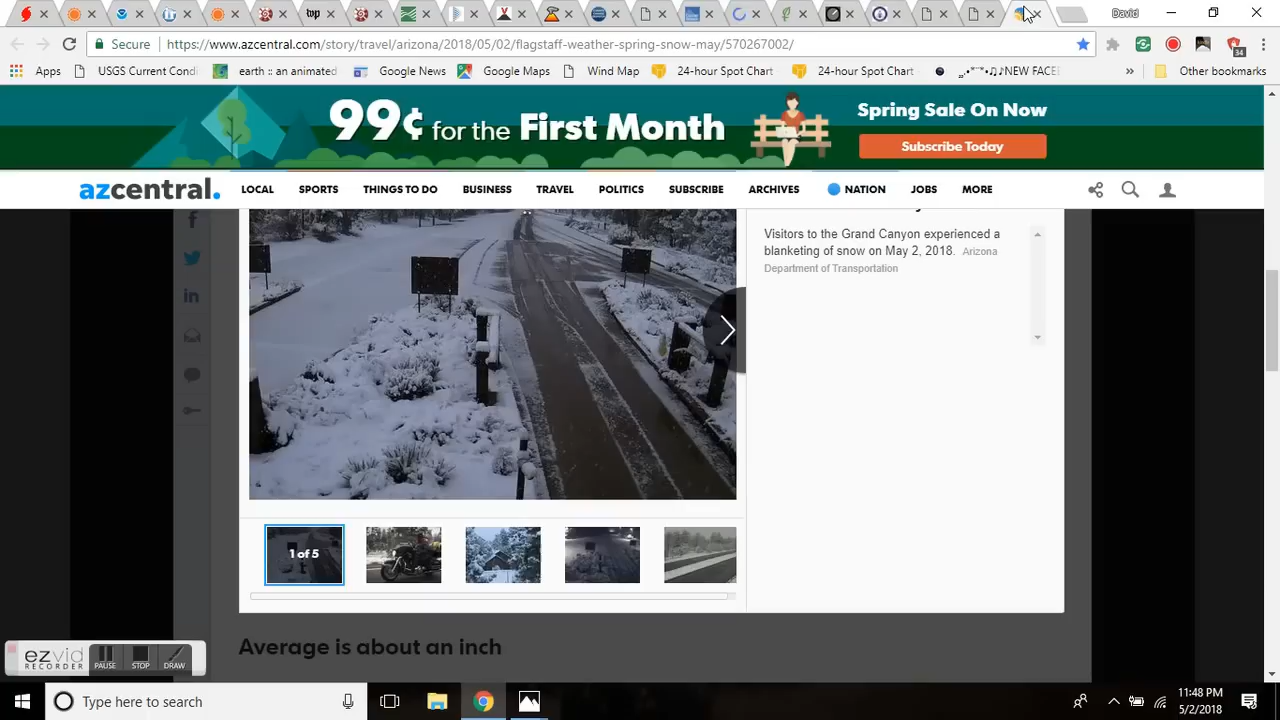 David
Secure
https://www.azcentral.com/story/travel/arizona/2018/05/02/flagstaff-weather-spring-snow-may/570267002/
34
Apps
USGS Current Condi
earth :: an animated
Google News
Google Maps
Wind Map
24-hour Spot Chart
24-hour Spot Chart
NEW FACE
»
Other bookmarks
99¢ for the First Month
Spring Sale On Now
Subscribe Today
azcentral.
LOCAL
SPORTS
THINGS TO DO
BUSINESS
TRAVEL
POLITICS
SUBSCRIBE
ARCHIVES
NATION
JOBS
MORE
Visitors to the Grand Canyon experienced a
blanketing of snow on May 2, 2018. Arizona
Department of Transportation
1 of 5
Average is about an inch
ezvid
RECORDER
PAUSE
STOP
DRAW
Type here to search
11:48 PM
5/2/2018